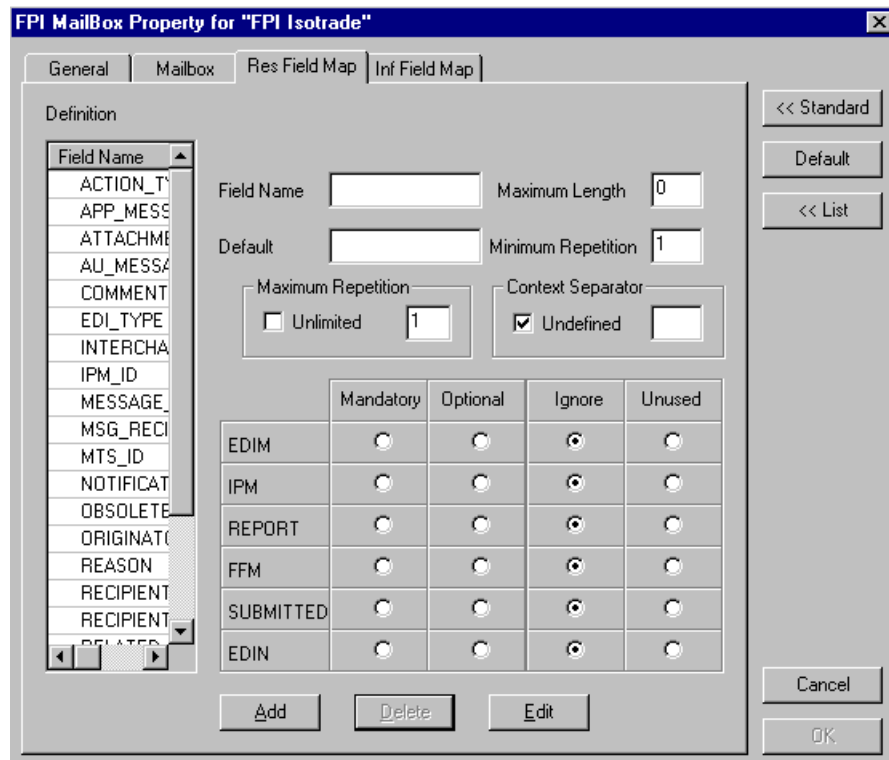 FPI MailBox Property for "FPI Isotrade"
General Mailbox Res Field Map Inf Field Map
Definition
Field Name
ACTION_TY
APP_MESS
ATTACHME
AU_MESSA
COMMENT
EDI_TYPE
INTERCHA
IPM_ID
MESSAGE_
MSG_RECI
MTS_ID
NOTIFICAT
OBSOLETE
ORIGINATO
REASON
RECIPIENT
RECIPIENT
RELATED
Field Name Maximum Length 0
Default Minimum Repetition 1
Maximum Repetition Context Separator
Unlimited 1 Undefined
Mandatory Optional Ignore Unused
EDIM
IPM
REPORT
FFM
SUBMITTED
EDIN
Add Delete Edit
<< Standard
Default
<< List
Cancel
OK